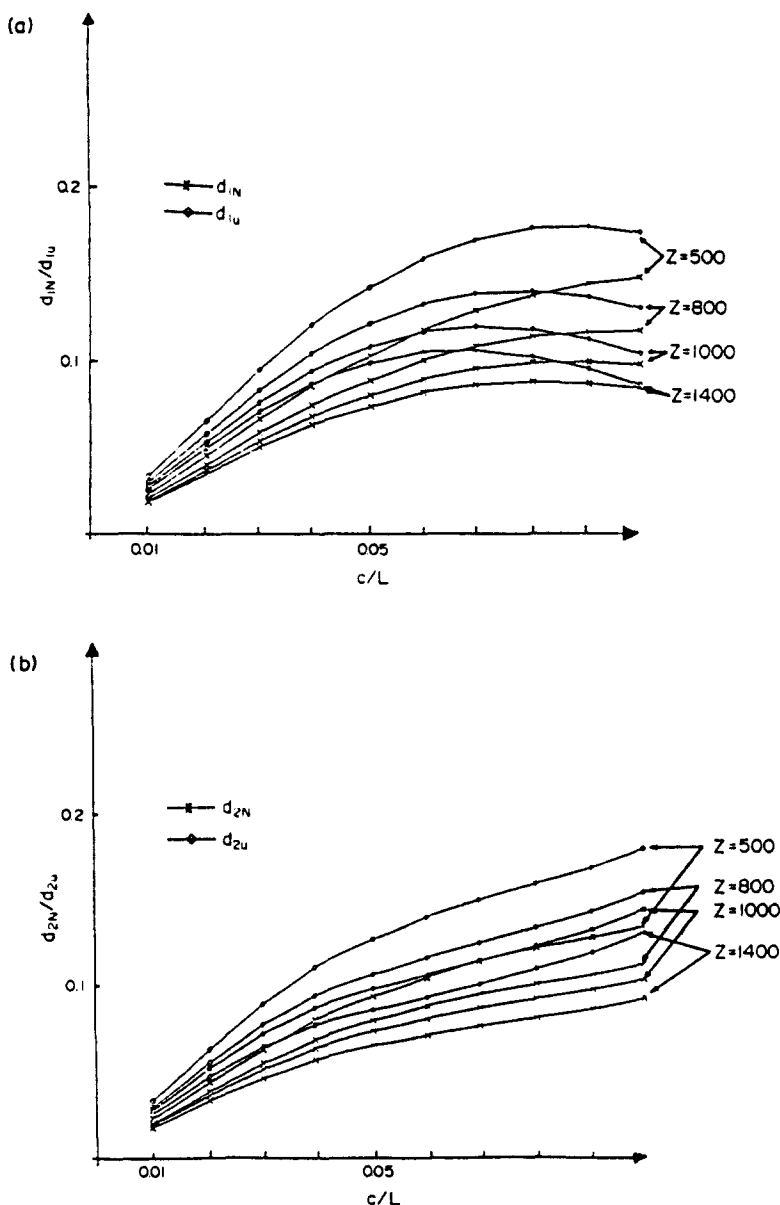 (a)
0.2
d1N
d1u
Z=500
d1N/d1u
Z=800
0.1
Z=1000
Z=1400
0.01
0.05
c/L
(b)
0.2
d2N
d2u
Z=500
Z=800
d2N/d2u
Z=1000
Z=1400
0.1
0.01
0.05
c/L